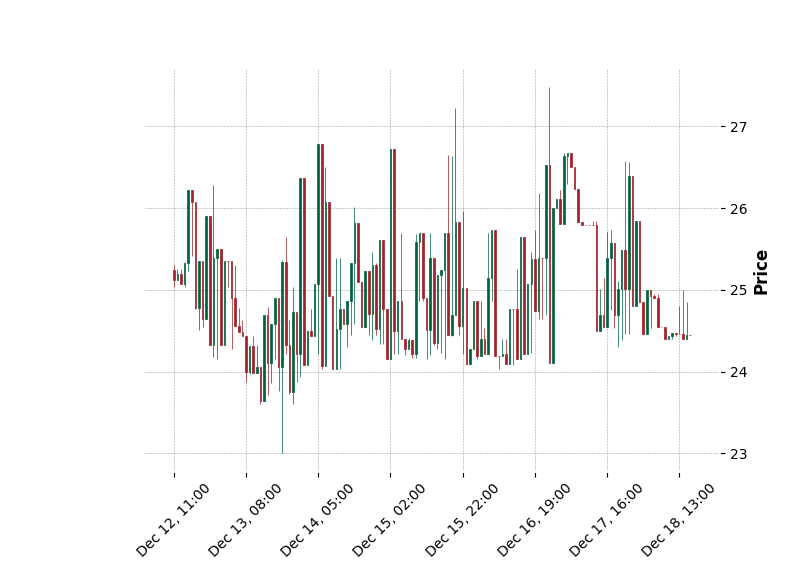 27
26
25
24
23
Price
Dec 12, 11:00
Dec 13, 08:00
Dec 14, 05:00
Dec 15, 02:00
Dec 15, 22:00
Dec 16, 19:00
Dec 17, 16:00
Dec 18, 13:00